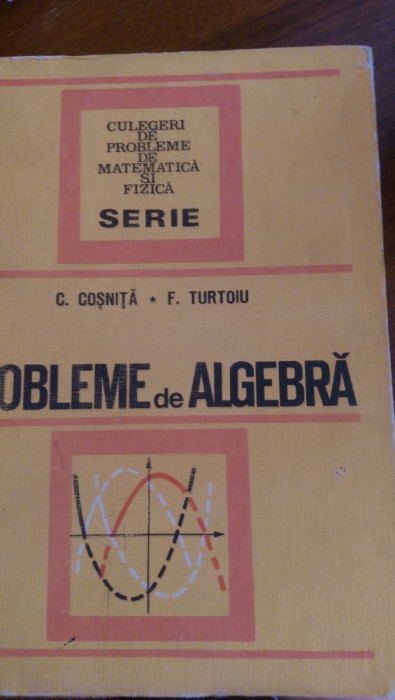 CULEGERI
DE
PROBLEME
DE
MATEMATICĂ
ȘI
FIZICĂ
SERIE
C. COȘNIȚĂ ★ F. TURTOIU
OBLEME de ALGEBRĂ